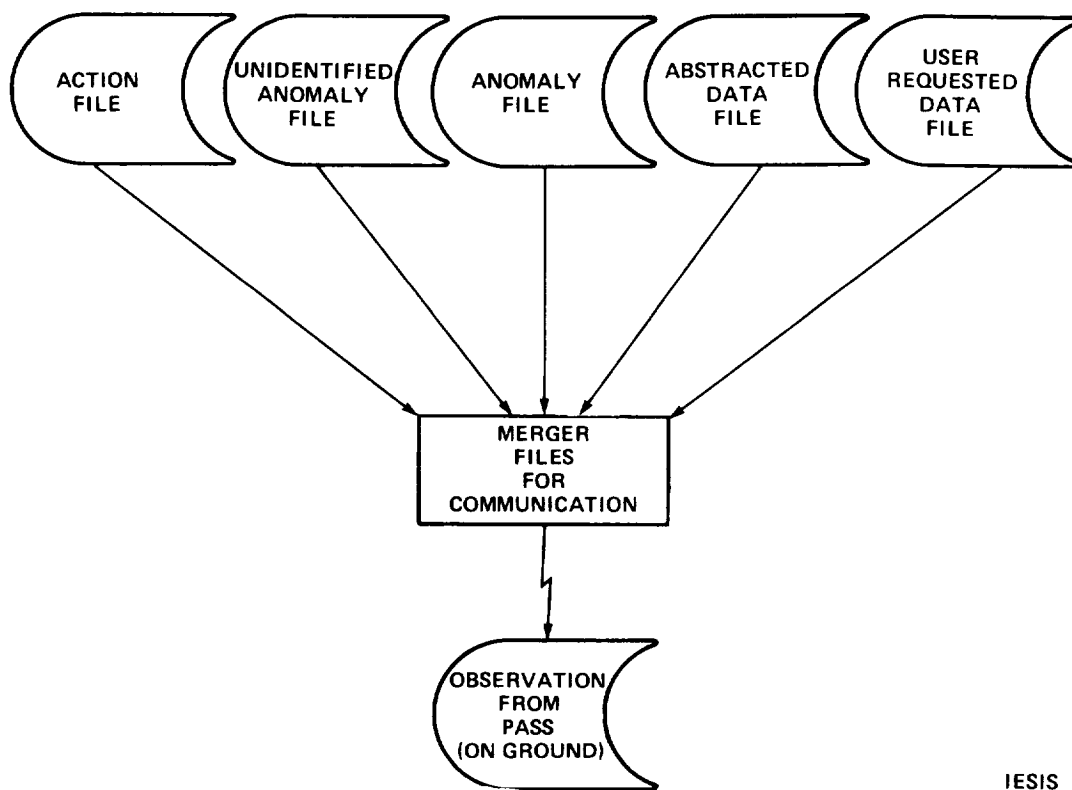 ACTION
FILE
UNIDENTIFIED
ANOMALY
FILE
ANOMALY
FILE
ABSTRACTED
DATA
FILE
USER
REQUESTED
DATA
FILE
MERGER
FILES
FOR
COMMUNICATION
OBSERVATION
FROM
PASS
(ON GROUND)
IESIS